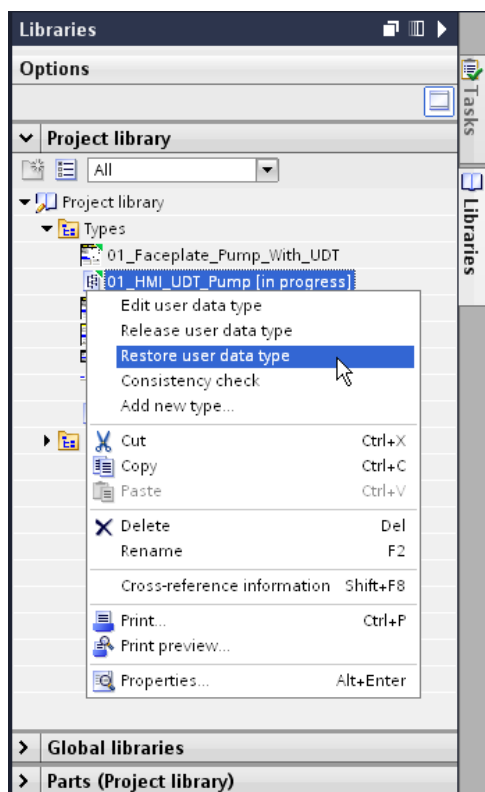 Libraries
Options
Project library
All
Project library
Types
01_Faceplate_Pump_With_UDT
01_HMI_UDT_Pump [in progress]
Edit user data type
Release user data type
Restore user data type
Consistency check
Add new type...
Cut Ctrl+X
Copy Ctrl+C
Paste Ctrl+V
Delete Del
Rename F2
Cross-reference information Shift+F8
Print... Ctrl+P
Print preview...
Properties... Alt+Enter
Global libraries
Parts (Project library)
Tasks
Libraries